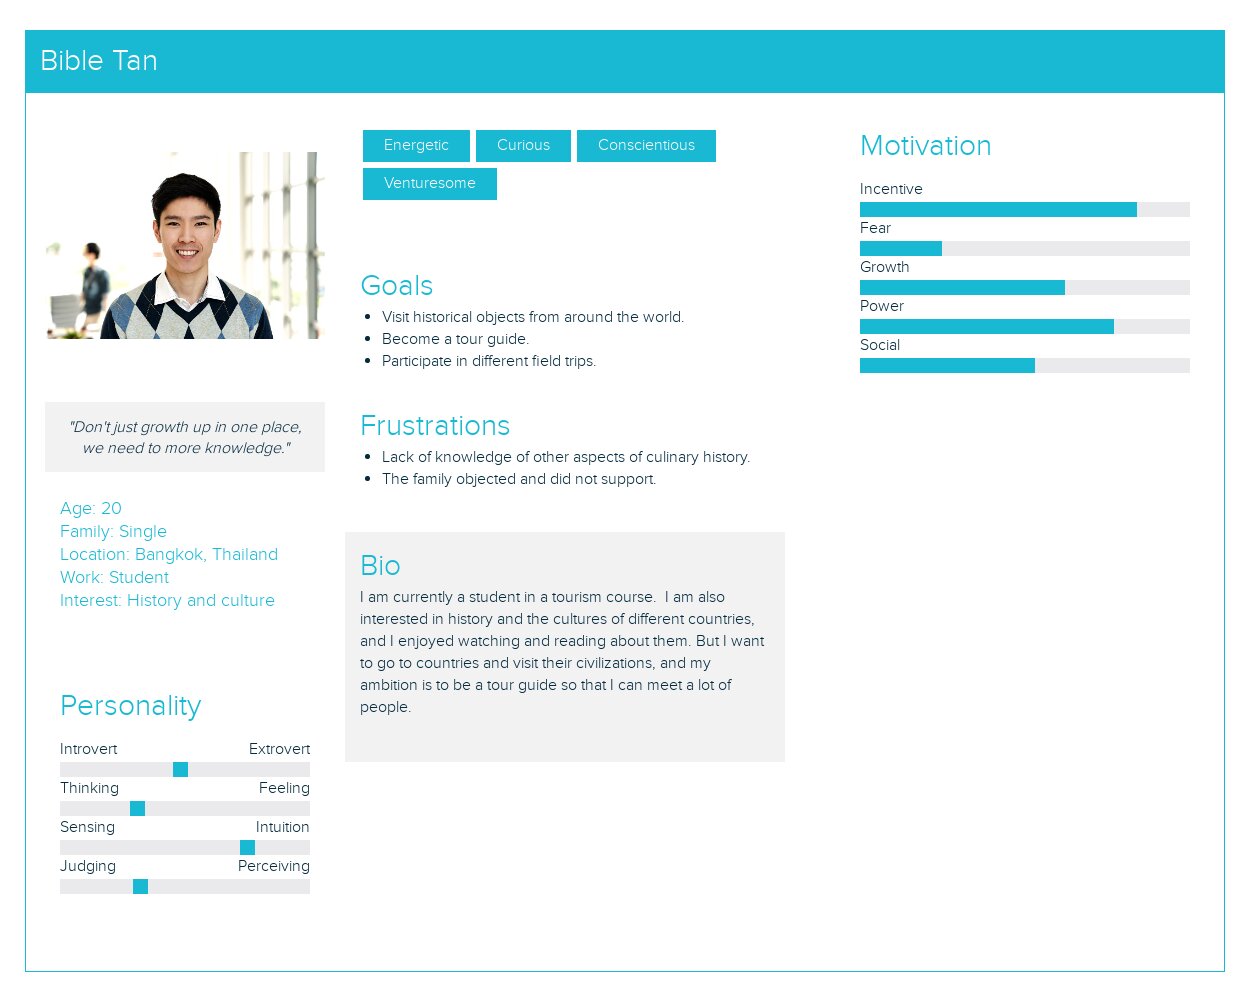 Bible Tan
Energetic
Curious
Conscientious
Venturesome
Goals
Visit historical objects from around the world.
Become a tour guide.
Participate in different field trips.
Frustrations
Lack of knowledge of other aspects of culinary history.
The family objected and did not support.
Bio
I am currently a student in a tourism course.  I am also
interested in history and the cultures of different countries,
and I enjoyed watching and reading about them. But I want
to go to countries and visit their civilizations, and my
ambition is to be a tour guide so that I can meet a lot of
people.
"Don't just growth up in one place,
we need to more knowledge."
Age: 20
Family: Single
Location: Bangkok, Thailand
Work: Student
Interest: History and culture
Personality
Introvert Extrovert
Thinking Feeling
Sensing Intuition
Judging Perceiving
Motivation
Incentive
Fear
Growth
Power
Social